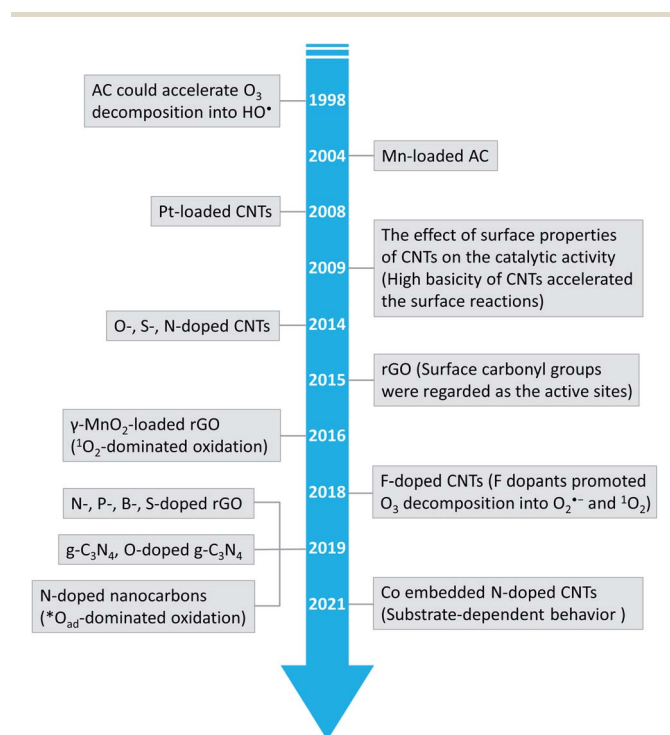 AC could accelerate O₃
decomposition into HO•
1998
2004
Mn-loaded AC
Pt-loaded CNTs
2008
The effect of surface properties
of CNTs on the catalytic activity
(High basicity of CNTs accelerated
the surface reactions)
2009
O-, S-, N-doped CNTs
2014
2015
rGO (Surface carbonyl groups
were regarded as the active sites)
γ-MnO₂-loaded rGO
(¹O₂-dominated oxidation)
2016
2018
F-doped CNTs (F dopants promoted
O₃ decomposition into O₂•⁻ and ¹O₂)
N-, P-, B-, S-doped rGO
g-C₃N₄, O-doped g-C₃N₄
2019
N-doped nanocarbons
(*Oad-dominated oxidation)
2021
Co embedded N-doped CNTs
(Substrate-dependent behavior )